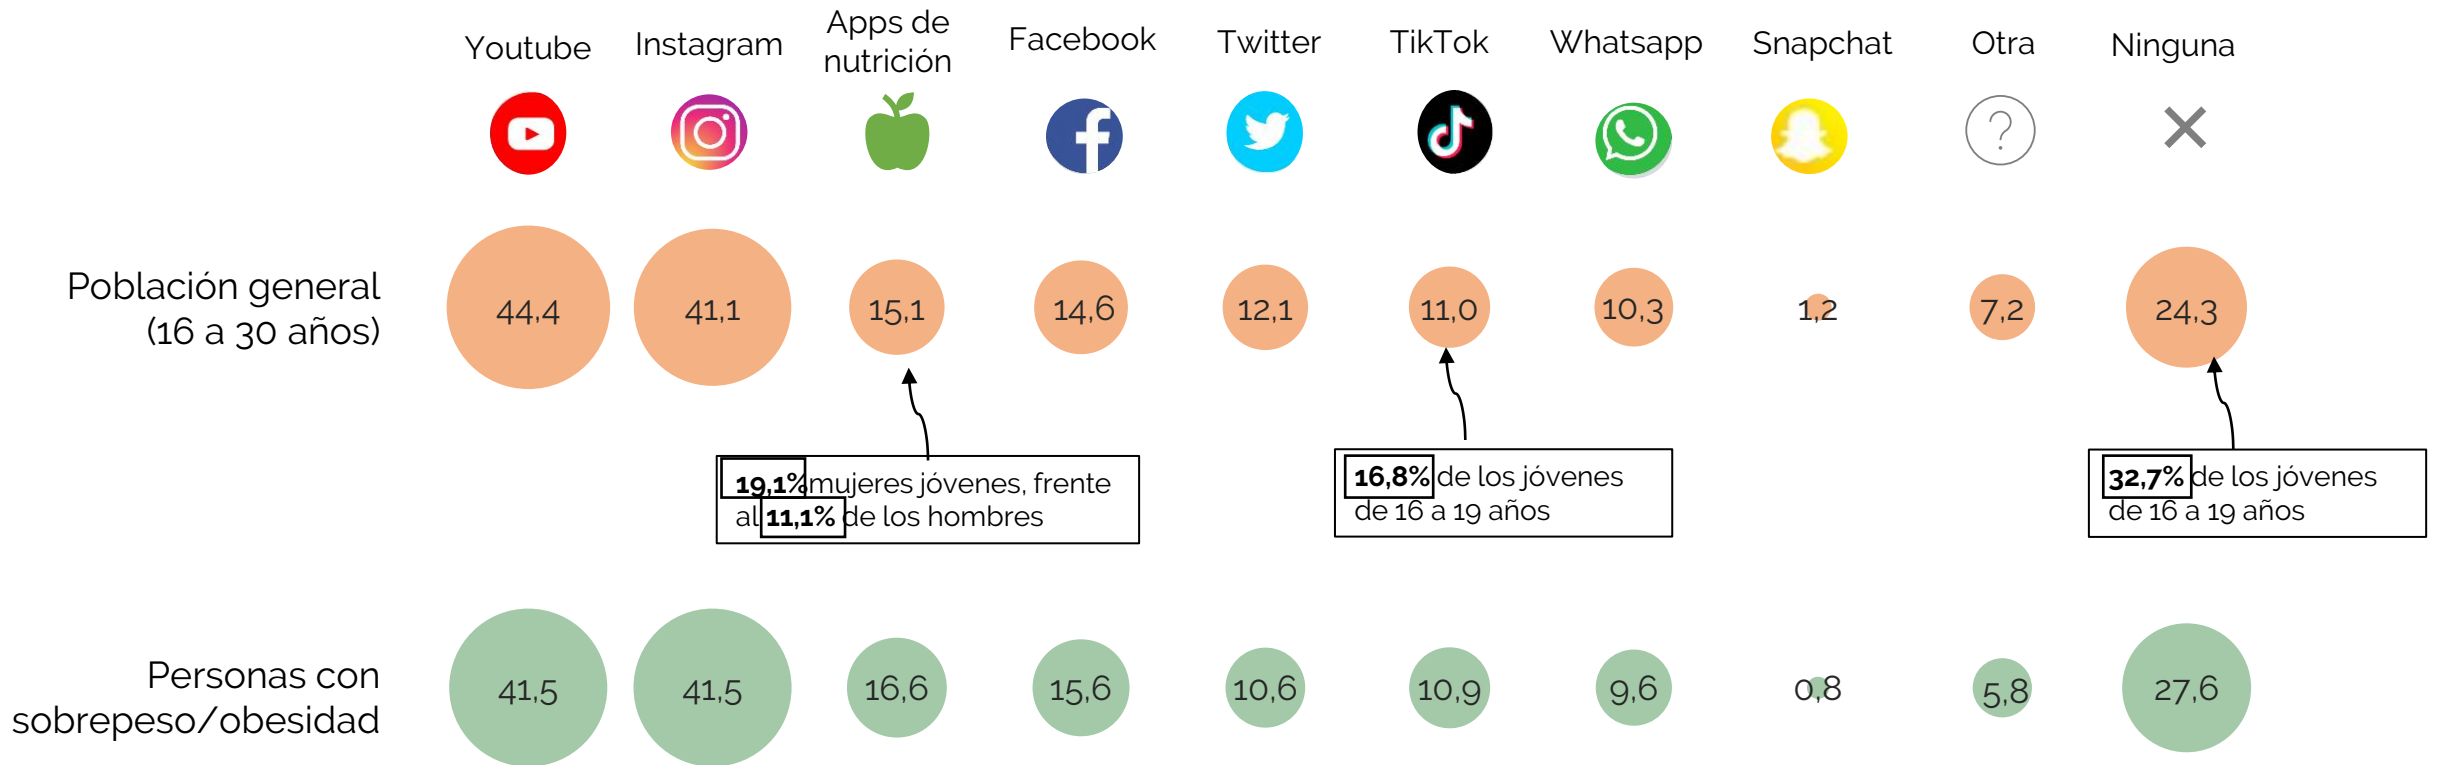 Youtube
Instagram
Apps de
nutrición
Facebook
Twitter
TikTok
Whatsapp
Snapchat
Otra
Ninguna
?
Población general
(16 a 30 años)
44,4
41,1
15,1
14,6
12,1
11,0
10,3
1,2
7,2
24,3
19,1% mujeres jóvenes, frente
al 11,1% de los hombres
16,8% de los jóvenes
de 16 a 19 años
32,7% de los jóvenes
de 16 a 19 años
Personas con
sobrepeso/obesidad
41,5
41,5
16,6
15,6
10,6
10,9
9,6
0,8
5,8
27,6